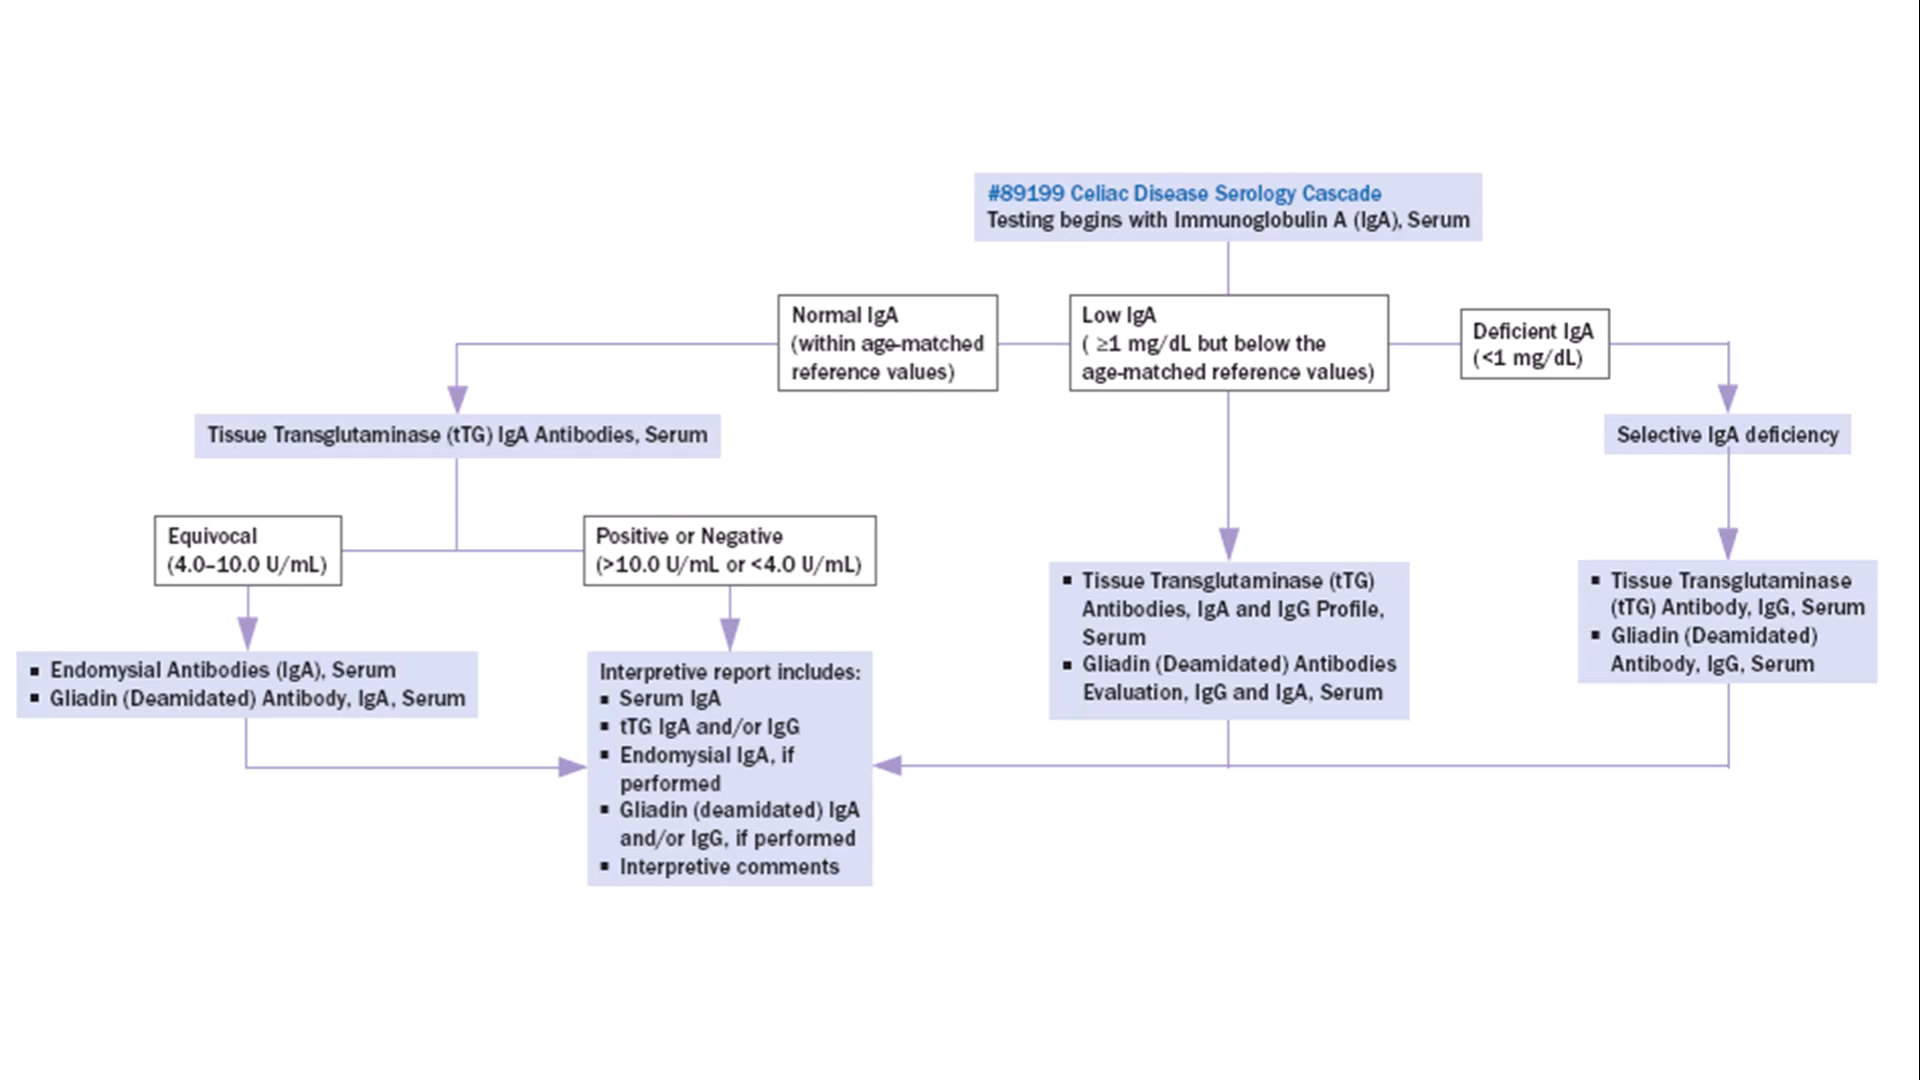 #89199 Celiac Disease Serology Cascade
Testing begins with Immunoglobulin A (IgA), Serum
Normal IgA
(within age-matched
reference values)
Low IgA
( ≥1 mg/dL but below the
age-matched reference values)
Deficient IgA
(<1 mg/dL)
Tissue Transglutaminase (tTG) IgA Antibodies, Serum
Selective IgA deficiency
Equivocal
(4.0–10.0 U/mL)
Positive or Negative
(>10.0 U/mL or <4.0 U/mL)
▪ Tissue Transglutaminase (tTG)
Antibodies, IgA and IgG Profile,
Serum
▪ Gliadin (Deamidated) Antibodies
Evaluation, IgG and IgA, Serum
▪ Tissue Transglutaminase
(tTG) Antibody, IgG, Serum
▪ Gliadin (Deamidated)
Antibody, IgG, Serum
▪ Endomysial Antibodies (IgA), Serum
▪ Gliadin (Deamidated) Antibody, IgA, Serum
Interpretive report includes:
▪ Serum IgA
▪ tTG IgA and/or IgG
▪ Endomysial IgA, if
performed
▪ Gliadin (deamidated) IgA
and/or IgG, if performed
▪ Interpretive comments